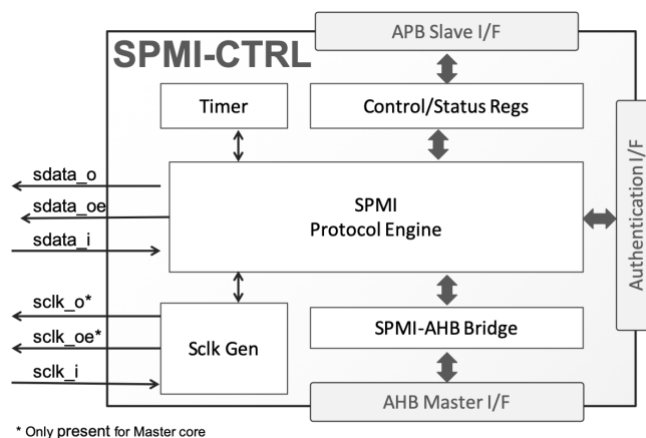 APB Slave I/F
SPMI-CTRL
Timer
Control/Status Regs
Authentication I/F
sdata_o
sdata_oe
sdata_i
SPMI
Protocol Engine
sclk_o*
sclk_oe*
sclk_i
Sclk Gen
SPMI-AHB Bridge
AHB Master I/F
* Only present for Master core